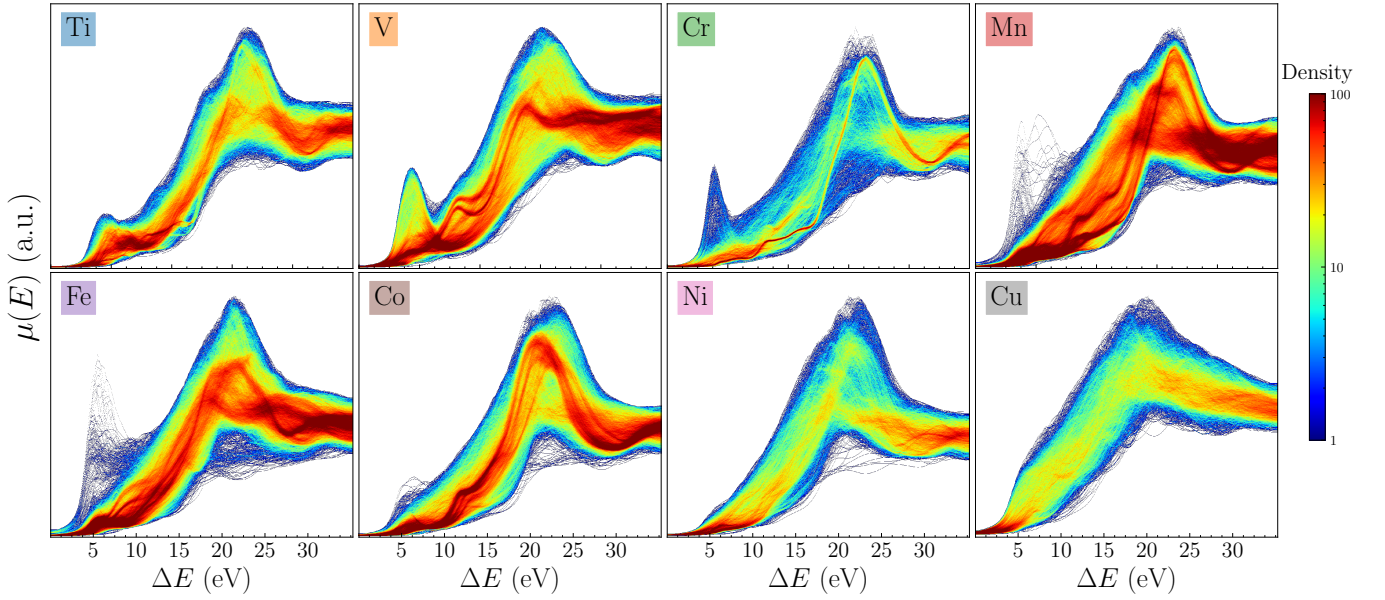 Ti
V
Cr
Mn
Density
100
10
1
μ(E) (a.u.)
Fe
Co
Ni
Cu
5 10 15 20 25 30
5 10 15 20 25 30
5 10 15 20 25 30
5 10 15 20 25 30
ΔE (eV)
ΔE (eV)
ΔE (eV)
ΔE (eV)